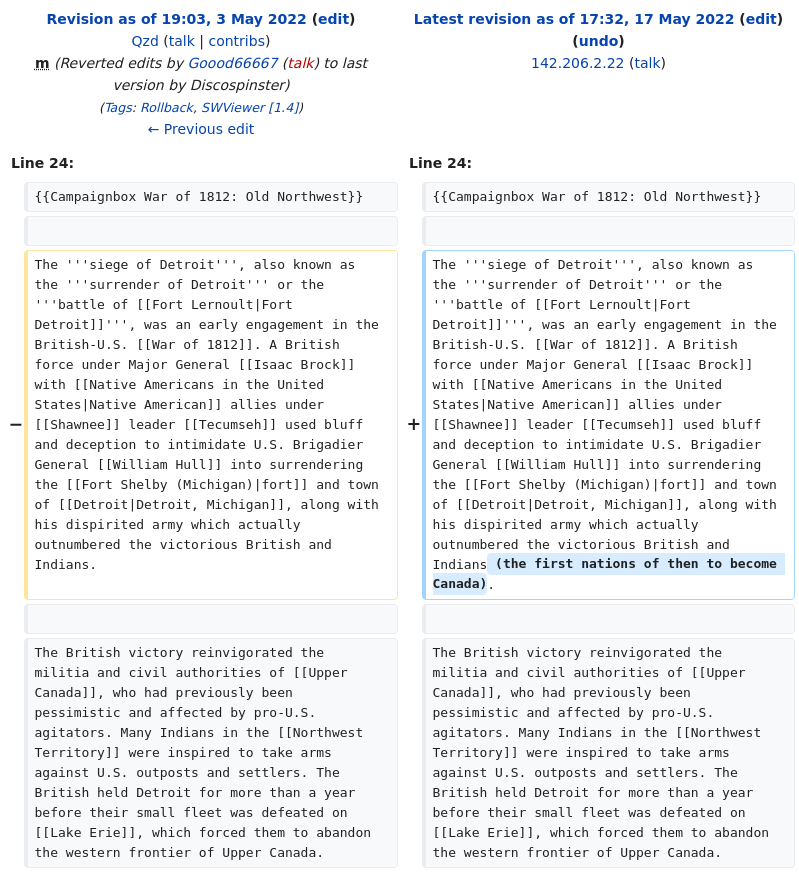 Revision as of 19:03, 3 May 2022 (edit)
Qzd (talk | contribs)
m (Reverted edits by Goood66667 (talk) to last
version by Discospinster)
(Tags: Rollback, SWViewer [1.4])
← Previous edit
Latest revision as of 17:32, 17 May 2022 (edit)
(undo)
142.206.2.22 (talk)
Line 24:
{{Campaignbox War of 1812: Old Northwest}}
−
The '''siege of Detroit''', also known as
the '''surrender of Detroit''' or the
'''battle of [[Fort Lernoult|Fort
Detroit]]''', was an early engagement in the
British-U.S. [[War of 1812]]. A British
force under Major General [[Isaac Brock]]
with [[Native Americans in the United
States|Native American]] allies under
[[Shawnee]] leader [[Tecumseh]] used bluff
and deception to intimidate U.S. Brigadier
General [[William Hull]] into surrendering
the [[Fort Shelby (Michigan)|fort]] and town
of [[Detroit|Detroit, Michigan]], along with
his dispirited army which actually
outnumbered the victorious British and
Indians.
The British victory reinvigorated the
militia and civil authorities of [[Upper
Canada]], who had previously been
pessimistic and affected by pro-U.S.
agitators. Many Indians in the [[Northwest
Territory]] were inspired to take arms
against U.S. outposts and settlers. The
British held Detroit for more than a year
before their small fleet was defeated on
[[Lake Erie]], which forced them to abandon
the western frontier of Upper Canada.
Line 24:
{{Campaignbox War of 1812: Old Northwest}}
+
The '''siege of Detroit''', also known as
the '''surrender of Detroit''' or the
'''battle of [[Fort Lernoult|Fort
Detroit]]''', was an early engagement in the
British-U.S. [[War of 1812]]. A British
force under Major General [[Isaac Brock]]
with [[Native Americans in the United
States|Native American]] allies under
[[Shawnee]] leader [[Tecumseh]] used bluff
and deception to intimidate U.S. Brigadier
General [[William Hull]] into surrendering
the [[Fort Shelby (Michigan)|fort]] and town
of [[Detroit|Detroit, Michigan]], along with
his dispirited army which actually
outnumbered the victorious British and
Indians (the first nations of then to become
Canada).
The British victory reinvigorated the
militia and civil authorities of [[Upper
Canada]], who had previously been
pessimistic and affected by pro-U.S.
agitators. Many Indians in the [[Northwest
Territory]] were inspired to take arms
against U.S. outposts and settlers. The
British held Detroit for more than a year
before their small fleet was defeated on
[[Lake Erie]], which forced them to abandon
the western frontier of Upper Canada.